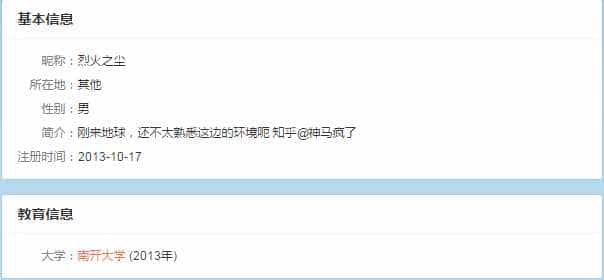 基本信息
昵称：烈火之尘
所在地：其他
性别：男
简介：刚来地球，还不太熟悉这边的环境呃 知乎@神马疯了
注册时间：2013-10-17
教育信息
大学：南开大学 (2013年)